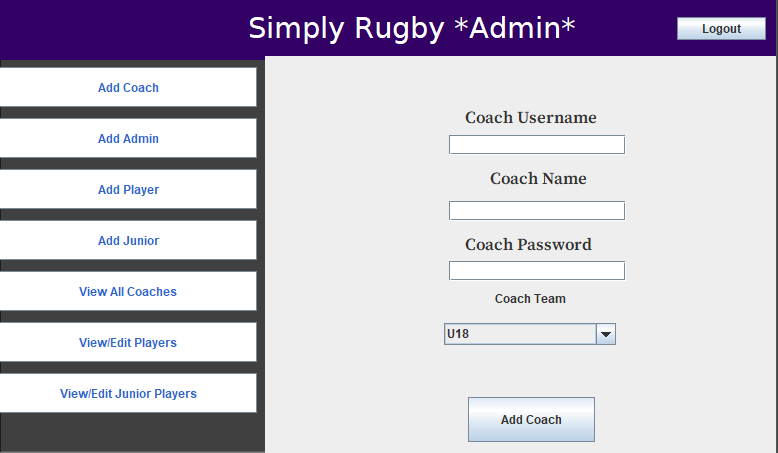 Simply Rugby *Admin*
Logout
Add Coach
Add Admin
Add Player
Add Junior
View All Coaches
View/Edit Players
View/Edit Junior Players
Coach Username
Coach Name
Coach Password
Coach Team
U18
Add Coach